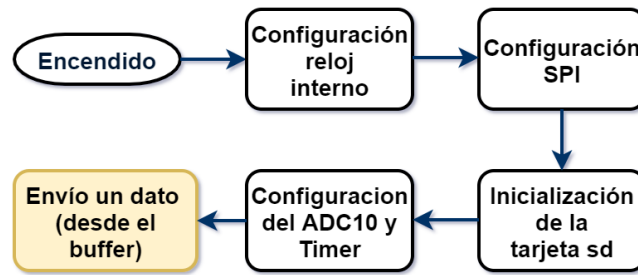 Encendido
Configuración
reloj
interno
Configuración
SPI
Inicialización
de la
tarjeta sd
Configuracion
del ADC10 y
Timer
Envío un dato
(desde el
buffer)